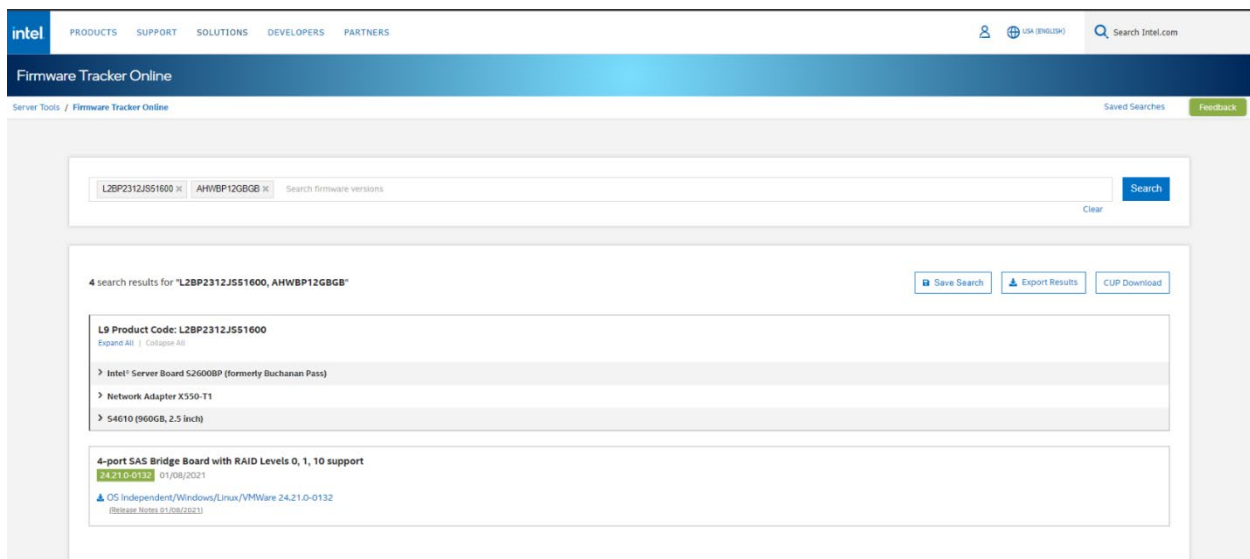 intel
PRODUCTS SUPPORT SOLUTIONS DEVELOPERS PARTNERS
USA (ENGLISH)
Search Intel.com
Firmware Tracker Online
Server Tools / Firmware Tracker Online
Saved Searches
Feedback
L2BP2312JS51600 × AHWBP12GBGB × Search firmware versions
Search
Clear
4 search results for "L2BP2312JS51600, AHWBP12GBGB"
Save Search
Export Results
CUP Download
L9 Product Code: L2BP2312JS51600
Expand All | Collapse All
Intel® Server Board S2600BP (formerly Buchanan Pass)
Network Adapter X550-T1
S4610 (960GB, 2.5 inch)
4-port SAS Bridge Board with RAID Levels 0, 1, 10 support
24.21.0-0132 01/08/2021
OS Independent/Windows/Linux/VMWare 24.21.0-0132
(Release Notes 01/08/2021)